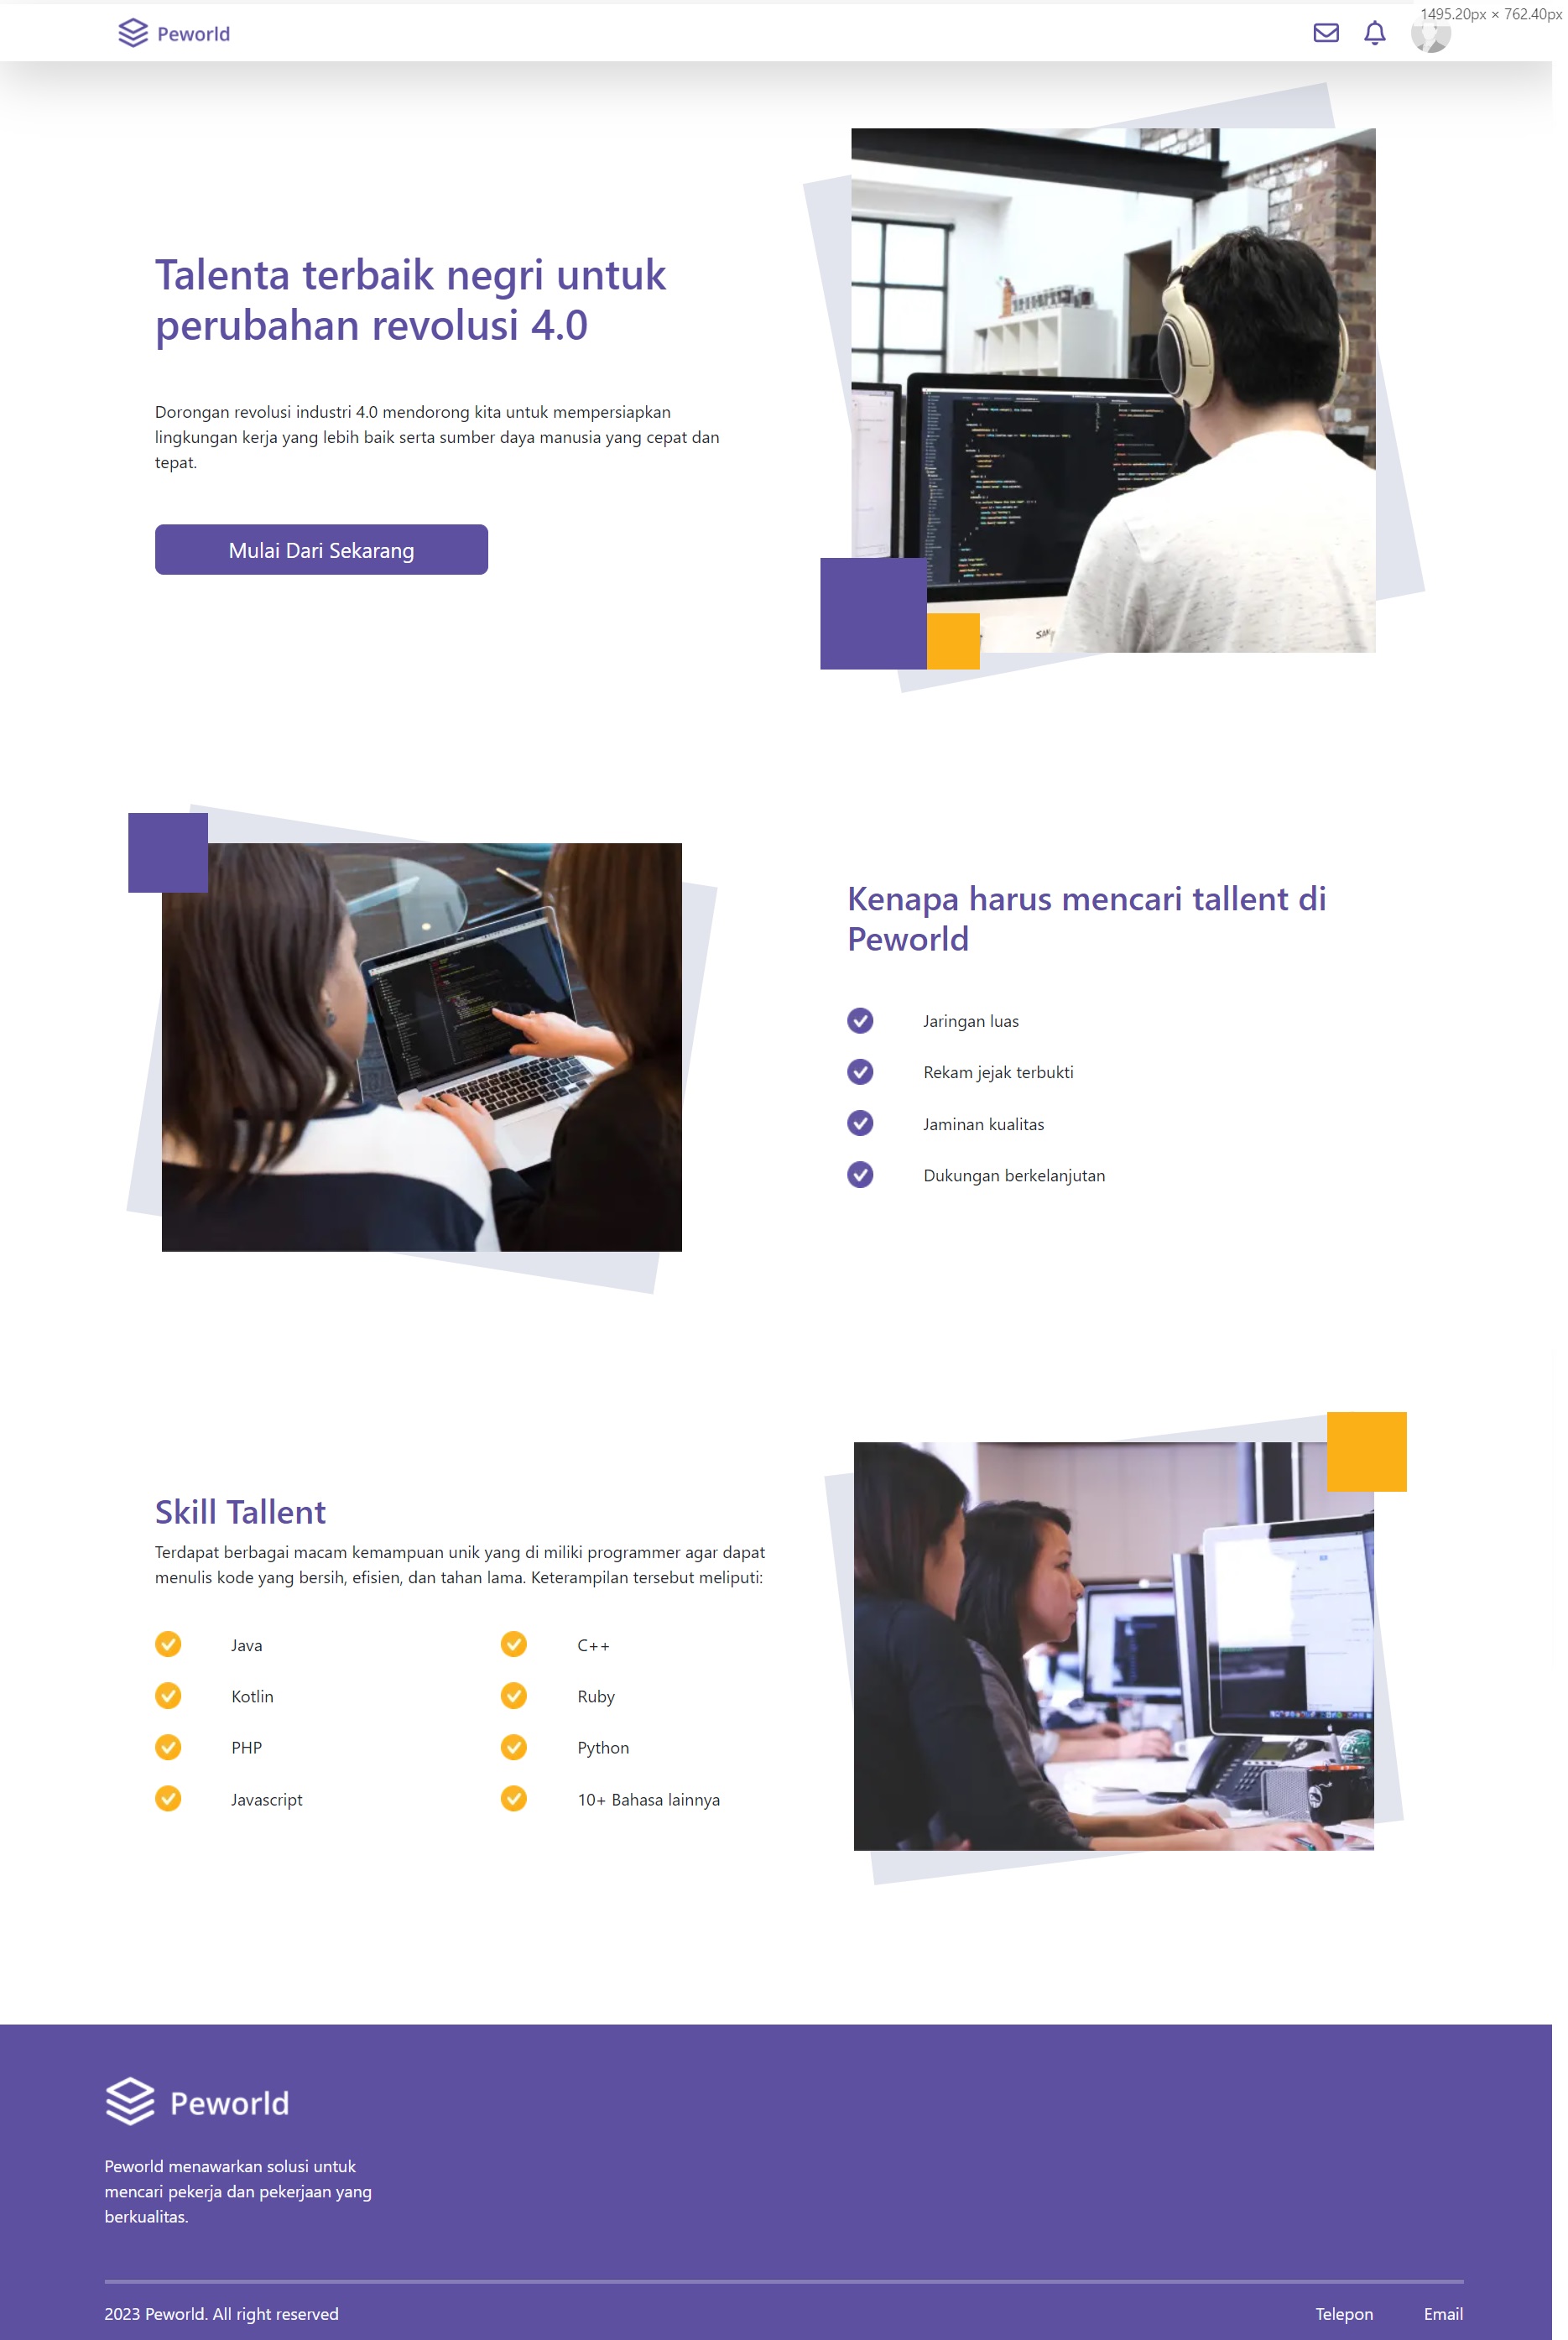 Peworld
1495.20px × 762.40px
Talenta terbaik negri untuk
perubahan revolusi 4.0
Dorongan revolusi industri 4.0 mendorong kita untuk mempersiapkan
lingkungan kerja yang lebih baik serta sumber daya manusia yang cepat dan
tepat.
Mulai Dari Sekarang
Kenapa harus mencari tallent di
Peworld
Jaringan luas
Rekam jejak terbukti
Jaminan kualitas
Dukungan berkelanjutan
Skill Tallent
Terdapat berbagai macam kemampuan unik yang di miliki programmer agar dapat
menulis kode yang bersih, efisien, dan tahan lama. Keterampilan tersebut meliputi:
Java
C++
Kotlin
Ruby
PHP
Python
Javascript
10+ Bahasa lainnya
Peworld
Peworld menawarkan solusi untuk
mencari pekerja dan pekerjaan yang
berkualitas.
2023 Peworld. All right reserved
Telepon
Email